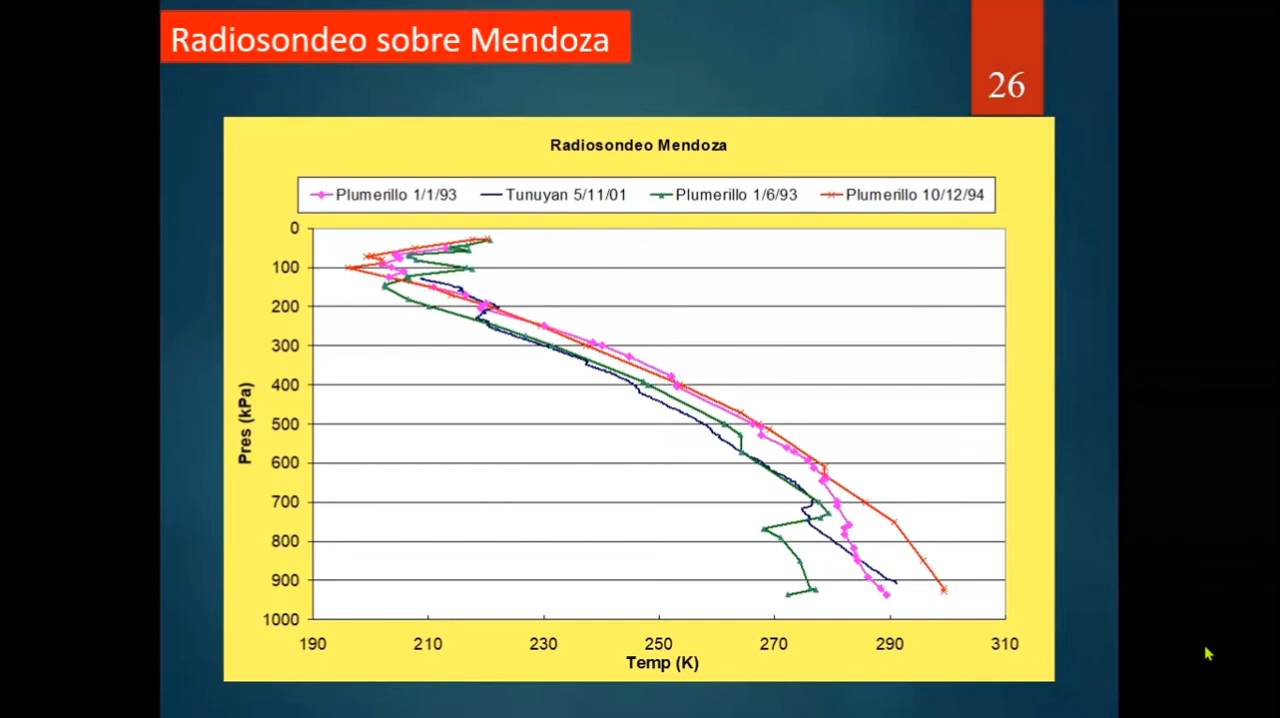 Radiosondeo sobre Mendoza
26
Radiosondeo Mendoza
Plumerillo 1/1/93 Tunuyan 5/11/01 Plumerillo 1/6/93 Plumerillo 10/12/94
0
100
200
300
400
500
600
700
800
900
1000
Pres (kPa)
190 210 230 250 270 290 310
Temp (K)